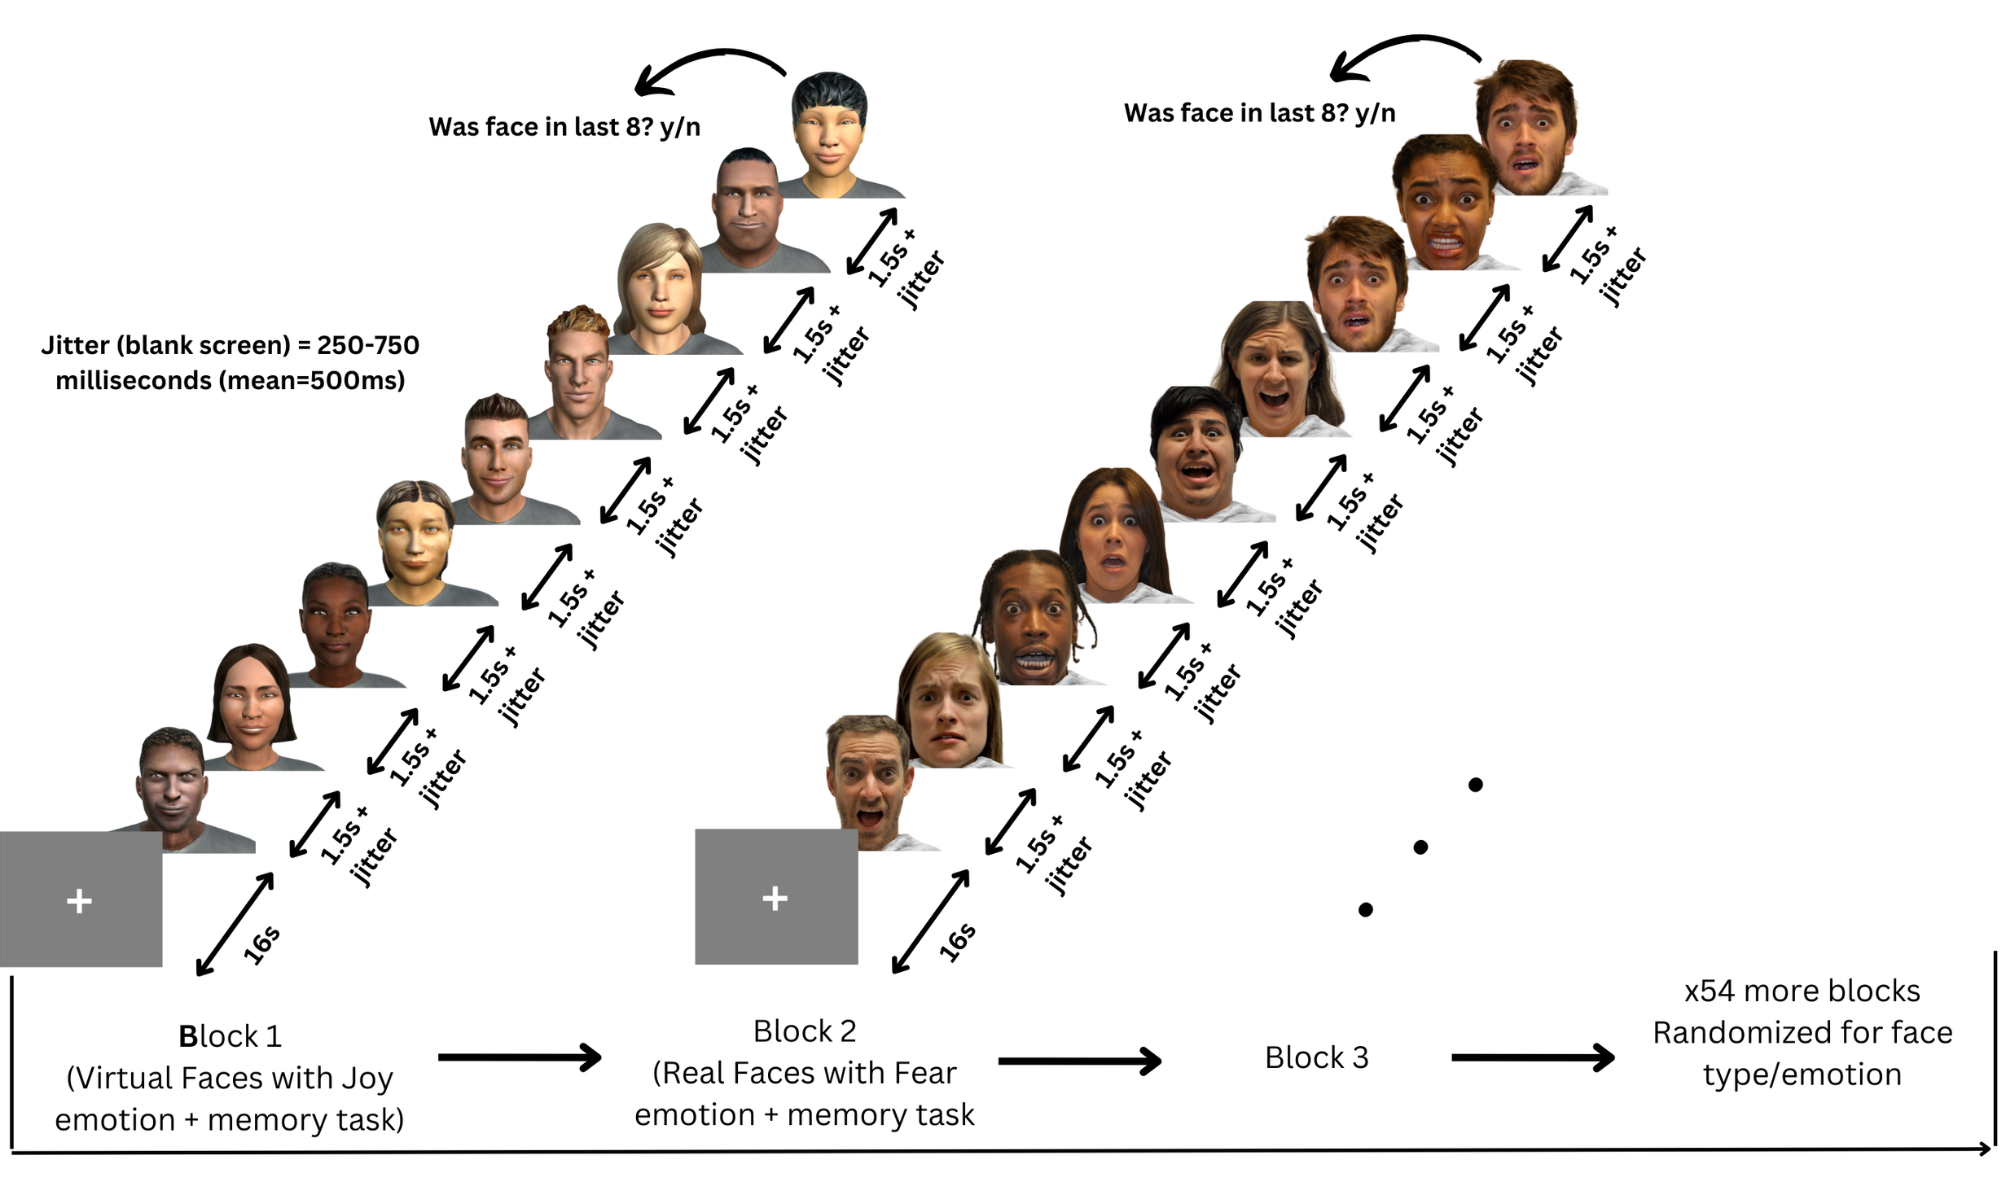 Was face in last 8? y/n
Was face in last 8? y/n
Jitter (blank screen) = 250-750
milliseconds (mean=500ms)
1.5s +
jitter
1.5s +
jitter
1.5s +
jitter
1.5s +
jitter
1.5s +
jitter
1.5s +
jitter
1.5s +
jitter
1.5s +
jitter
16s
1.5s +
jitter
1.5s +
jitter
1.5s +
jitter
1.5s +
jitter
1.5s +
jitter
1.5s +
jitter
1.5s +
jitter
1.5s +
jitter
16s
Block 1
(Virtual Faces with Joy
emotion + memory task)
Block 2
(Real Faces with Fear
emotion + memory task
Block 3
x54 more blocks
Randomized for face
type/emotion